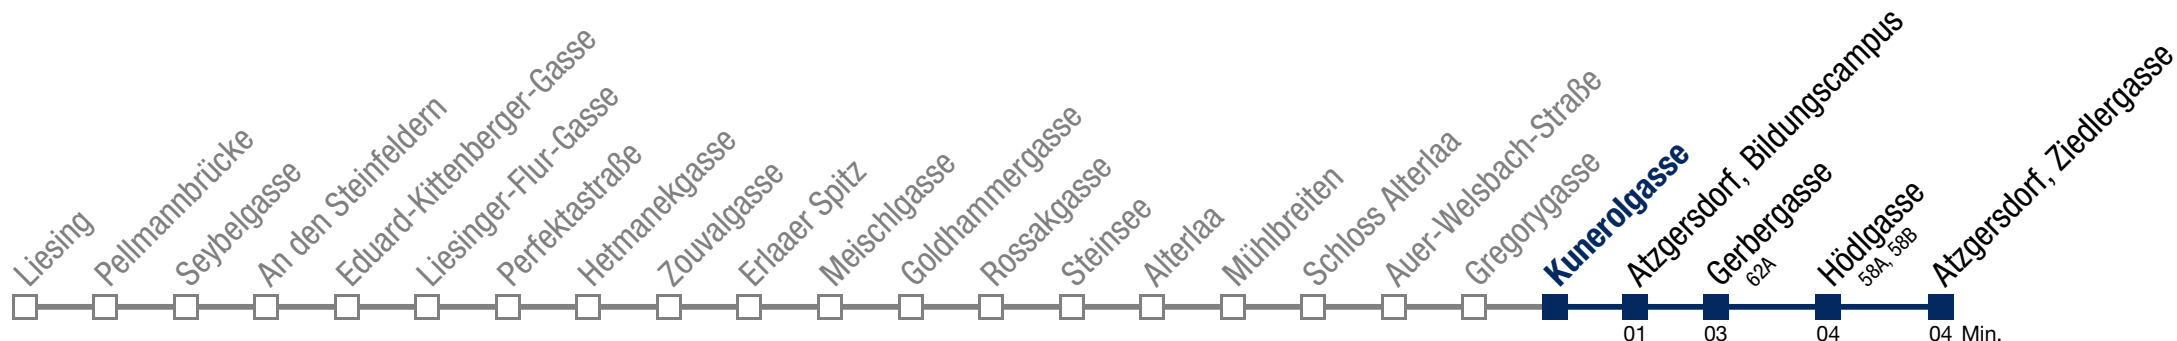 Liesing
Pellmannbrücke
Seybelgasse
An den Steinfeldern
Eduard-Kittenberger-Gasse
Liesinger-Flur-Gasse
Perfektastraße
Hetmanekgasse
Zouvalgasse
Erlaaer Spitz
Meischlgasse
Goldhammergasse
Rossakgasse
Steinsee
Alterlaa
Mühlbreiten
Schloss Alterlaa
Auer-Welsbach-Straße
Gregorygasse
Kunerolgasse
Atzgersdorf, Bildungscampus
Gerbergasse
62A
Hödlgasse
58A, 58B
Atzgersdorf, Ziedlergasse
01 03 04 04 Min.